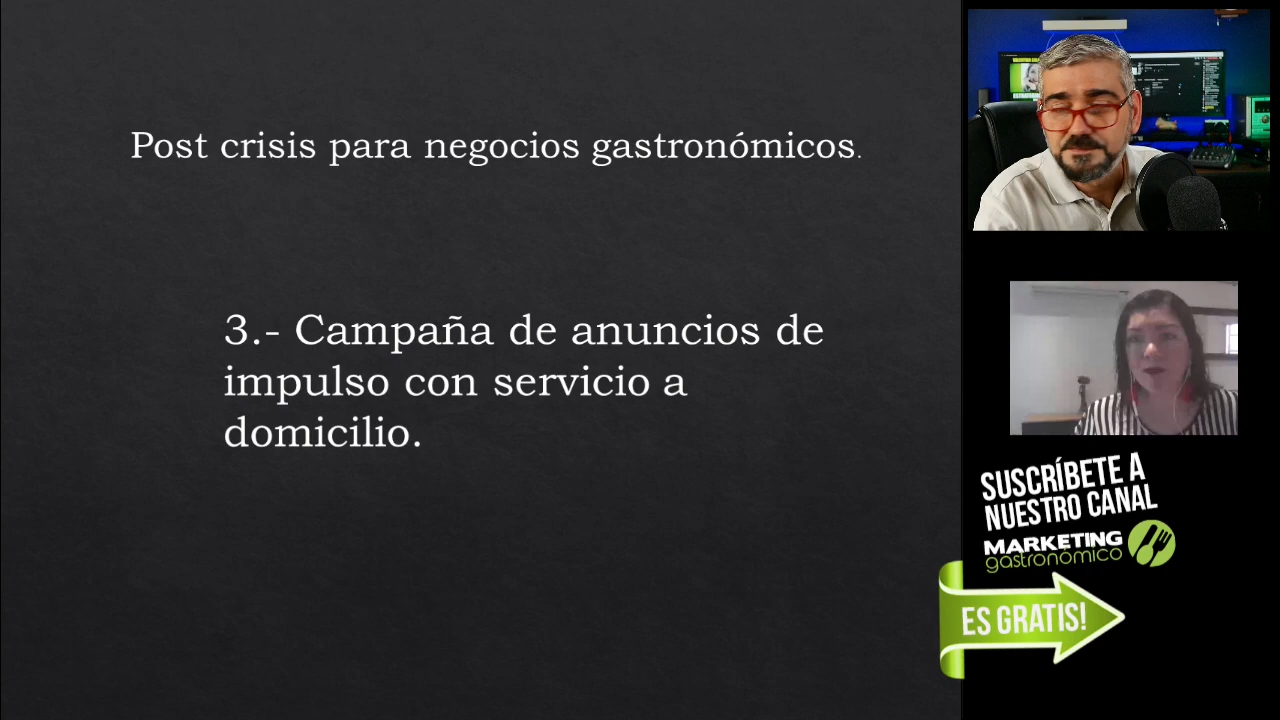 Post crisis para negocios gastronómicos.
3.- Campaña de anuncios de
impulso con servicio a
domicilio.
SUSCRÍBETE A
NUESTRO CANAL
MARKETING
gastronómico
ES GRATIS!